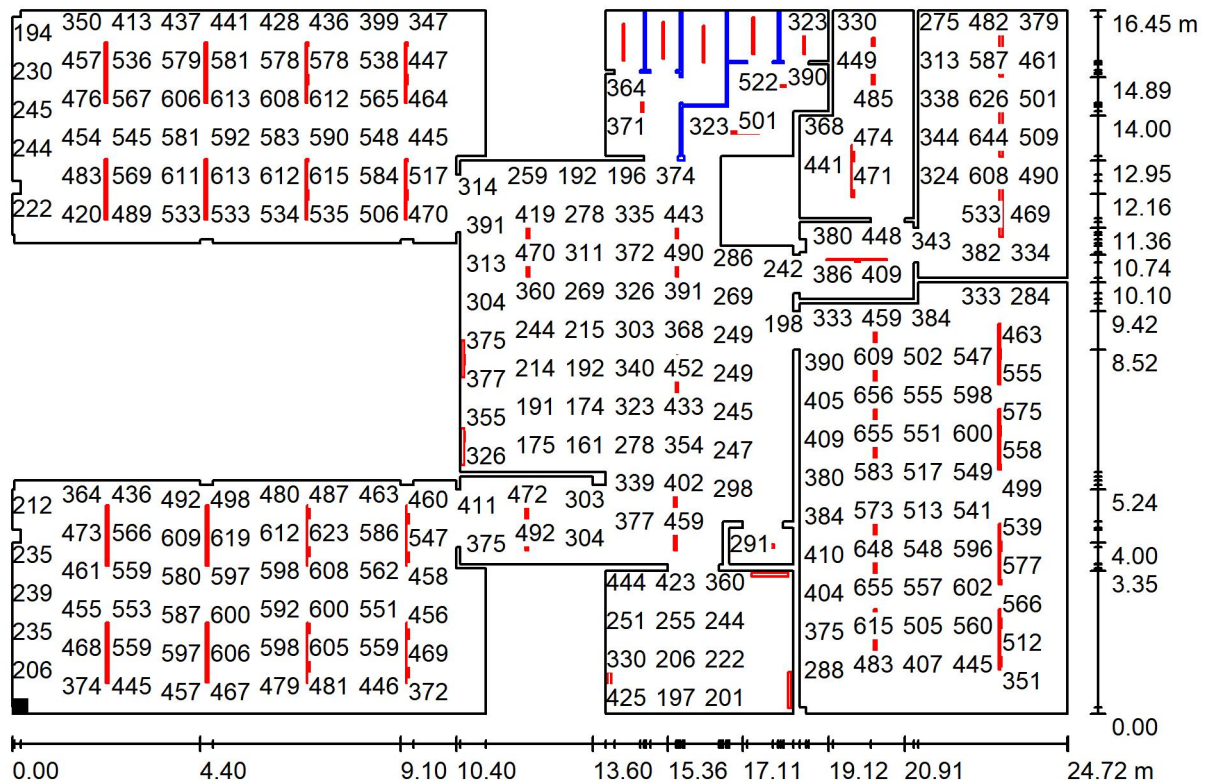 350 413 437 441 428 436 399 347 323 330 275 482 379 16.45 m
194
457 536 579 581 578 578 538 447 449 313 587 461
230 522 390
476 567 606 613 608 612 565 464 364 485 338 626 501 14.89
245
371 323 501 368 14.00
454 545 581 592 583 590 548 445 474 344 644 509
244
483 569 611 613 612 615 584 517 314 259 192 196 374 441 471 324 608 490 12.95
222
420 489 533 533 534 535 506 470 391 419 278 335 443 533 469 12.16
380 448 343 11.36
313 470 311 372 490 286 242 386 409 382 334 10.74
304 360 269 326 391 269 333 284 10.10
375 244 215 303 368 249 198 333 459 384 463 9.42
377 214 192 340 452 249 390 609 502 547 555 8.52
355 191 174 323 433 245 405 656 555 598 575
326 175 161 278 354 247 409 655 551 600 558
339 402 298 380 583 517 549 499
212 364 436 492 498 480 487 463 460 411 472 303 5.24
473 566 609 619 612 623 586 547 375 492 304 377 459 384 573 513 541 539
235 291 410 648 548 596 4.00
461 559 580 597 598 608 562 458 444 423 360 577 3.35
239 404 655 557 602 566
455 553 587 600 592 600 551 456 251 255 244
235 375 615 505 560 512
468 559 597 606 598 605 559 469 330 206 222
206 288 483 407 445 351
374 445 457 467 479 481 446 372 425 197 201
0.00
0.00 4.40 9.10 10.40 13.60 15.36 17.11 19.12 20.91 24.72 m